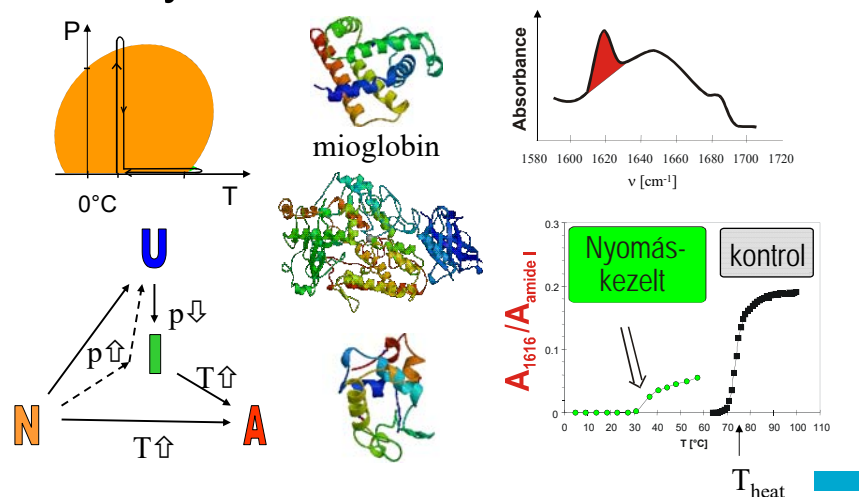 P
T
0°C
mioglobin
Absorbance
1580 1600 1620 1640 1660 1680 1700 1720
ν [cm⁻¹]
U
p⇩
p⇧
I
T⇧
N
A
T⇧
Nyomás-
kezelt
kontrol
A1616/Aamide I
0.3
0.2
0.1
0
0 10 20 30 40 50 60 70 80 90 100 110
T [°C]
Theat